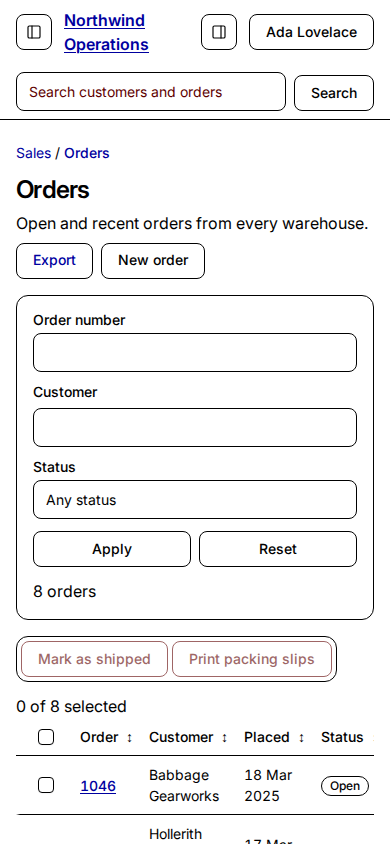 Northwind
Operations
Ada Lovelace
Search customers and orders
Search
Sales / Orders
Orders
Open and recent orders from every warehouse.
Export
New order
Order number
Customer
Status
Any status
Apply
Reset
8 orders
Mark as shipped
Print packing slips
0 of 8 selected
Order ↕ Customer ↕ Placed ↕ Status
1046 Babbage Gearworks 18 Mar 2025 Open
Hollerith
17 Mar